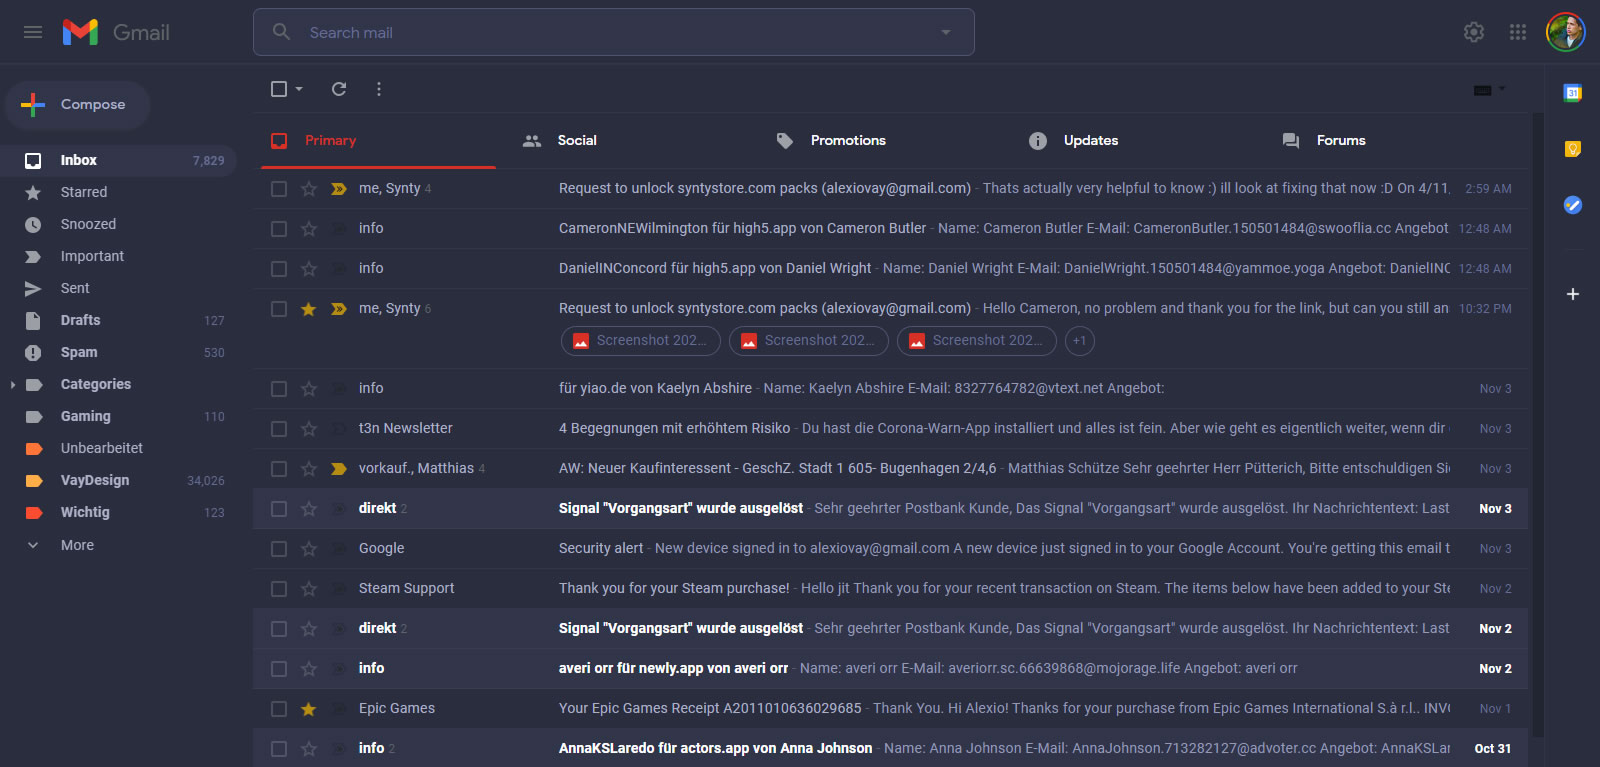 Gmail
Search mail
Compose
Inbox 7,829
Starred
Snoozed
Important
Sent
Drafts 127
Spam 530
Categories
Gaming 110
Unbearbeitet
VayDesign 34,026
Wichtig 123
More
Primary Social Promotions Updates Forums
me, Synty 4 Request to unlock syntystore.com packs (alexiovay@gmail.com) - Thats actually very helpful to know :) ill look at fixing that now :D On 4/11, 2:59 AM
info CameronNEWilmington für high5.app von Cameron Butler - Name: Cameron Butler E-Mail: CameronButler.150501484@swooflia.cc Angebot 12:48 AM
info DanielINConcord für high5.app von Daniel Wright - Name: Daniel Wright E-Mail: DanielWright.150501484@yammoe.yoga Angebot: DanielINC 12:48 AM
me, Synty 6 Request to unlock syntystore.com packs (alexiovay@gmail.com) - Hello Cameron, no problem and thank you for the link, but can you still an 10:32 PM
Screenshot 202... Screenshot 202... Screenshot 202... +1
info für yiao.de von Kaelyn Abshire - Name: Kaelyn Abshire E-Mail: 8327764782@vtext.net Angebot: Nov 3
t3n Newsletter 4 Begegnungen mit erhöhtem Risiko - Du hast die Corona-Warn-App installiert und alles ist fein. Aber wie geht es eigentlich weiter, wenn dir Nov 3
vorkauf., Matthias 4 AW: Neuer Kaufinteressent - GeschZ. Stadt 1 605- Bugenhagen 2/4,6 - Matthias Schütze Sehr geehrter Herr Pütterich, Bitte entschuldigen Si Nov 3
direkt 2 Signal "Vorgangsart" wurde ausgelöst - Sehr geehrter Postbank Kunde, Das Signal "Vorgangsart" wurde ausgelöst. Ihr Nachrichtentext: Last Nov 3
Google Security alert - New device signed in to alexiovay@gmail.com A new device just signed in to your Google Account. You're getting this email t Nov 3
Steam Support Thank you for your Steam purchase! - Hello jit Thank you for your recent transaction on Steam. The items below have been added to your Ste Nov 2
direkt 2 Signal "Vorgangsart" wurde ausgelöst - Sehr geehrter Postbank Kunde, Das Signal "Vorgangsart" wurde ausgelöst. Ihr Nachrichtentext: Last Nov 2
info averi orr für newly.app von averi orr - Name: averi orr E-Mail: averiorr.sc.66639868@mojorage.life Angebot: averi orr Nov 2
Epic Games Your Epic Games Receipt A2011010636029685 - Thank You. Hi Alexio! Thanks for your purchase from Epic Games International S.à r.l.. INVO Nov 1
info 2 AnnaKSLaredo für actors.app von Anna Johnson - Name: Anna Johnson E-Mail: AnnaJohnson.713282127@advoter.cc Angebot: AnnaKSLar Oct 31
31